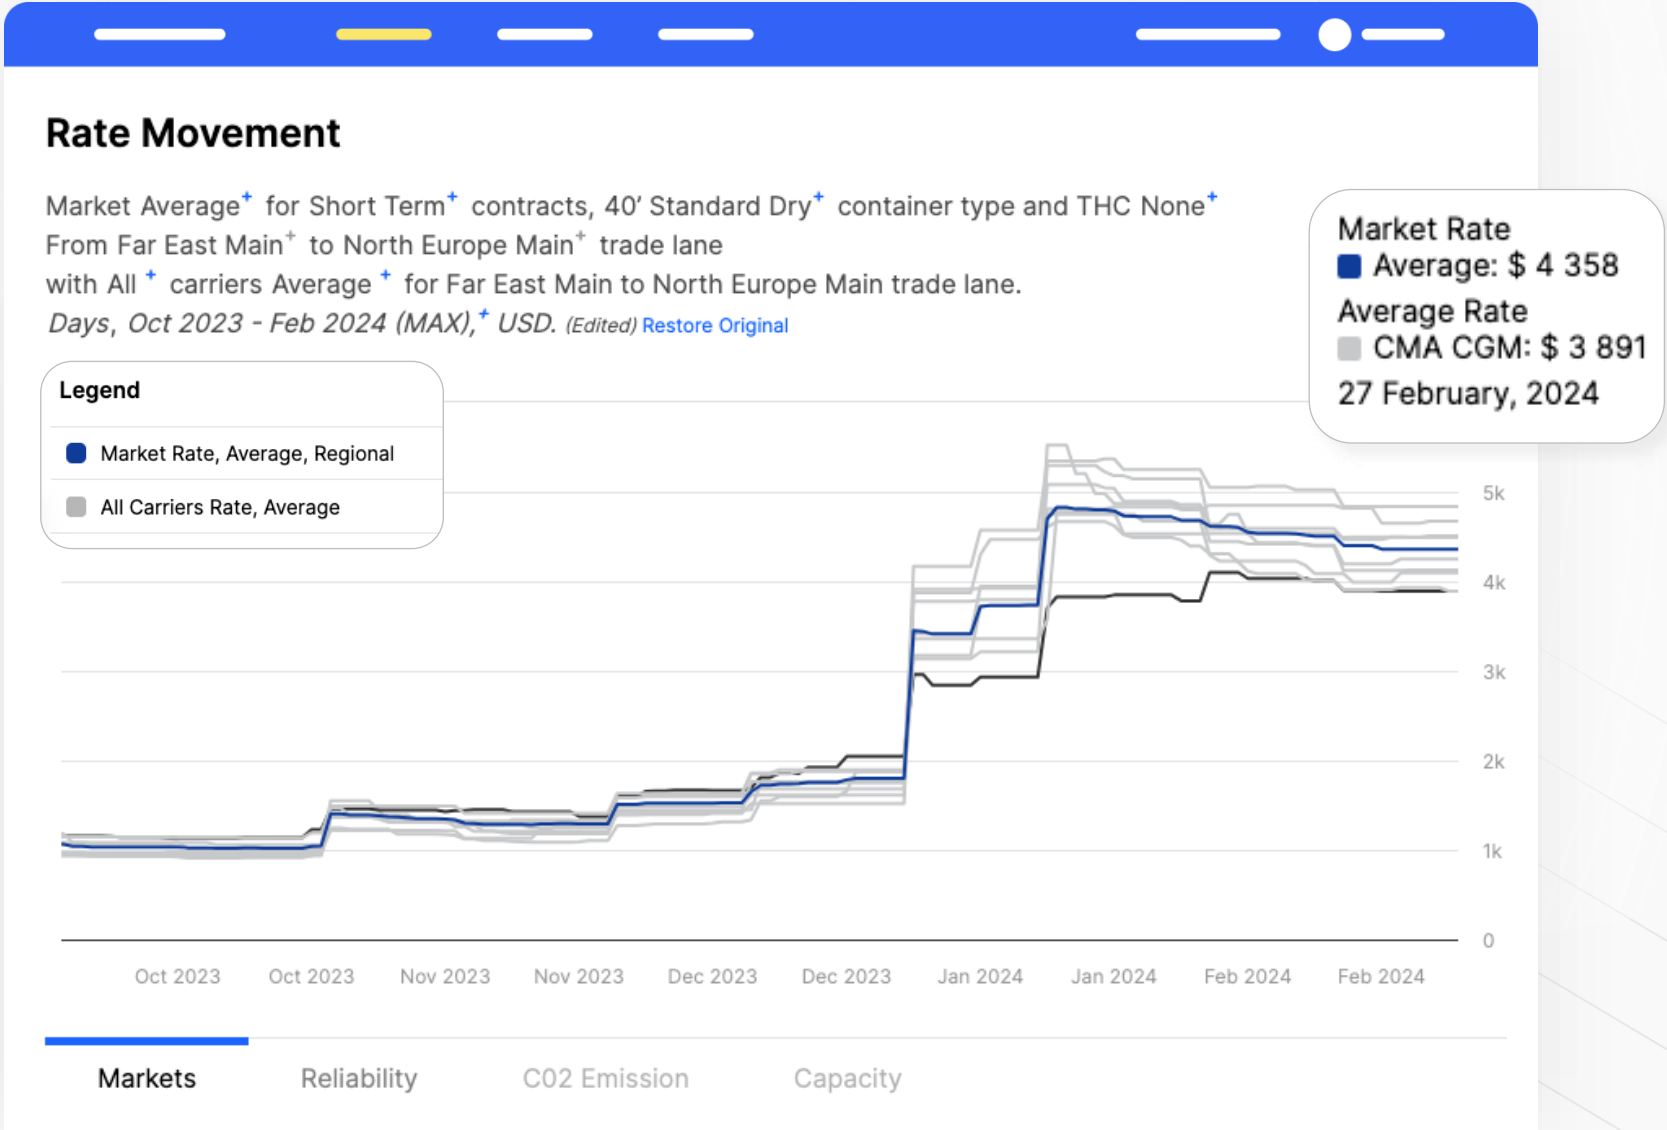 Rate Movement
Market Average+ for Short Term+ contracts, 40’ Standard Dry+ container type and THC None+
From Far East Main+ to North Europe Main+ trade lane
with All + carriers Average + for Far East Main to North Europe Main trade lane.
Days, Oct 2023 - Feb 2024 (MAX),+ USD. (Edited) Restore Original
Market Rate
Average: $ 4 358
Average Rate
CMA CGM: $ 3 891
27 February, 2024
Legend
Market Rate, Average, Regional
All Carriers Rate, Average
5k
4k
3k
2k
1k
0
Oct 2023 Oct 2023 Nov 2023 Nov 2023 Dec 2023 Dec 2023 Jan 2024 Jan 2024 Feb 2024 Feb 2024
Markets Reliability C02 Emission Capacity